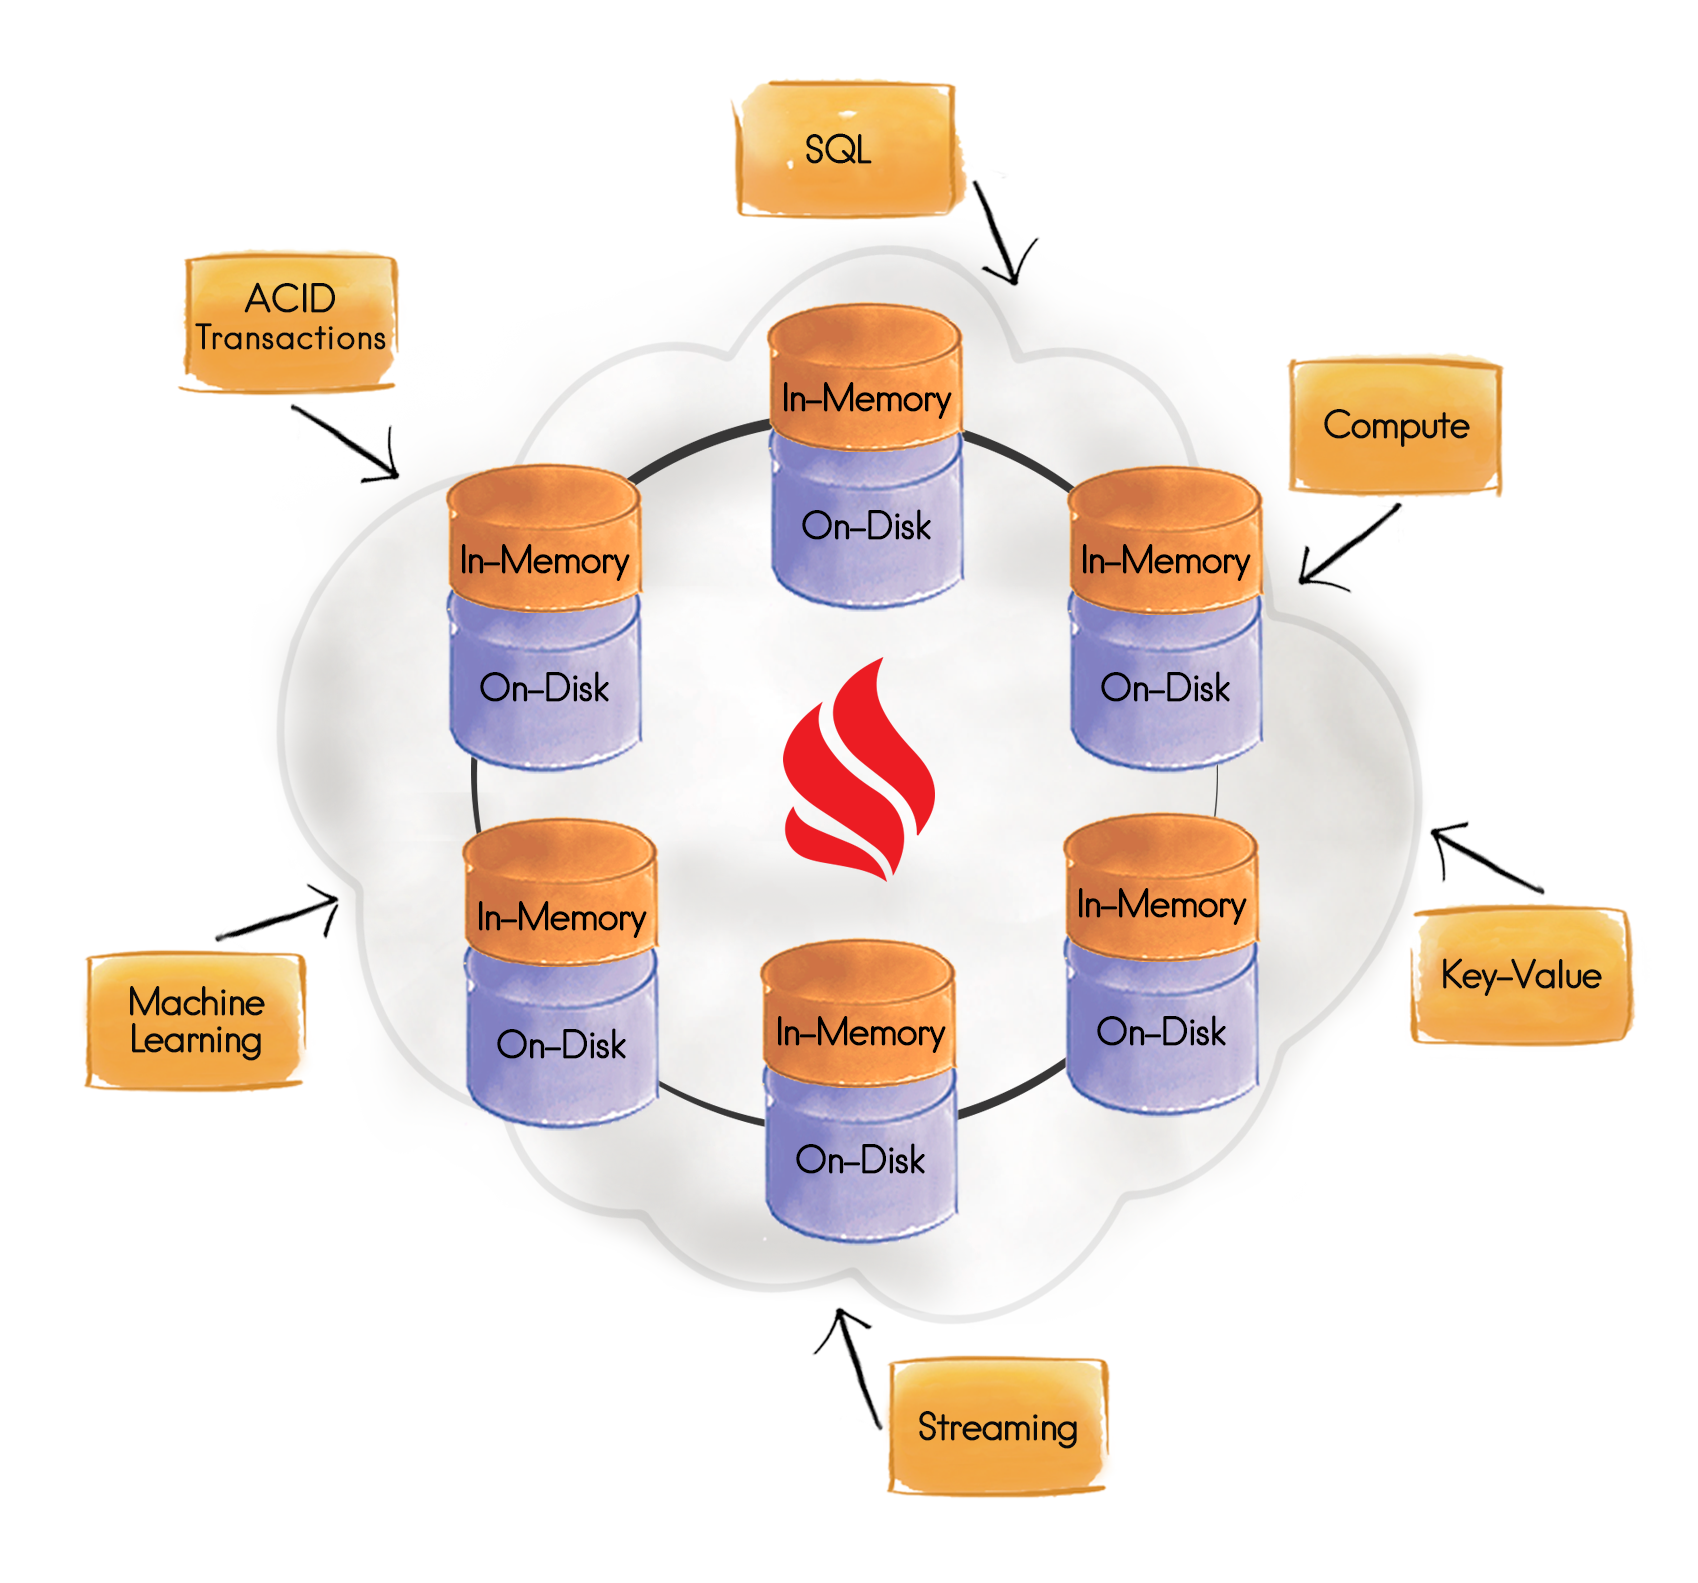 SQL
ACID
Transactions
Compute
In-Memory
On-Disk
In-Memory
On-Disk
In-Memory
On-Disk
In-Memory
On-Disk
In-Memory
On-Disk
In-Memory
On-Disk
Machine
Learning
Key-Value
Streaming